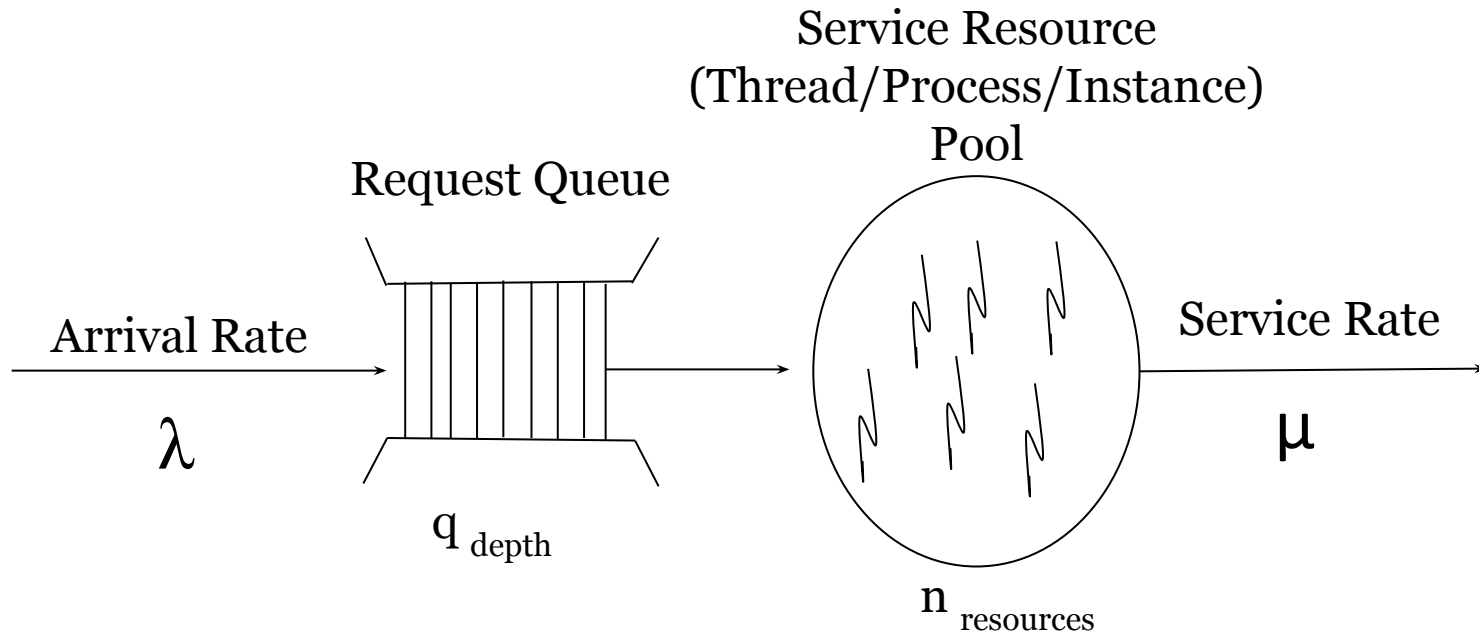 Service Resource
(Thread/Process/Instance)
Pool
Request Queue
Arrival Rate
Service Rate
λ
μ
q depth
n resources